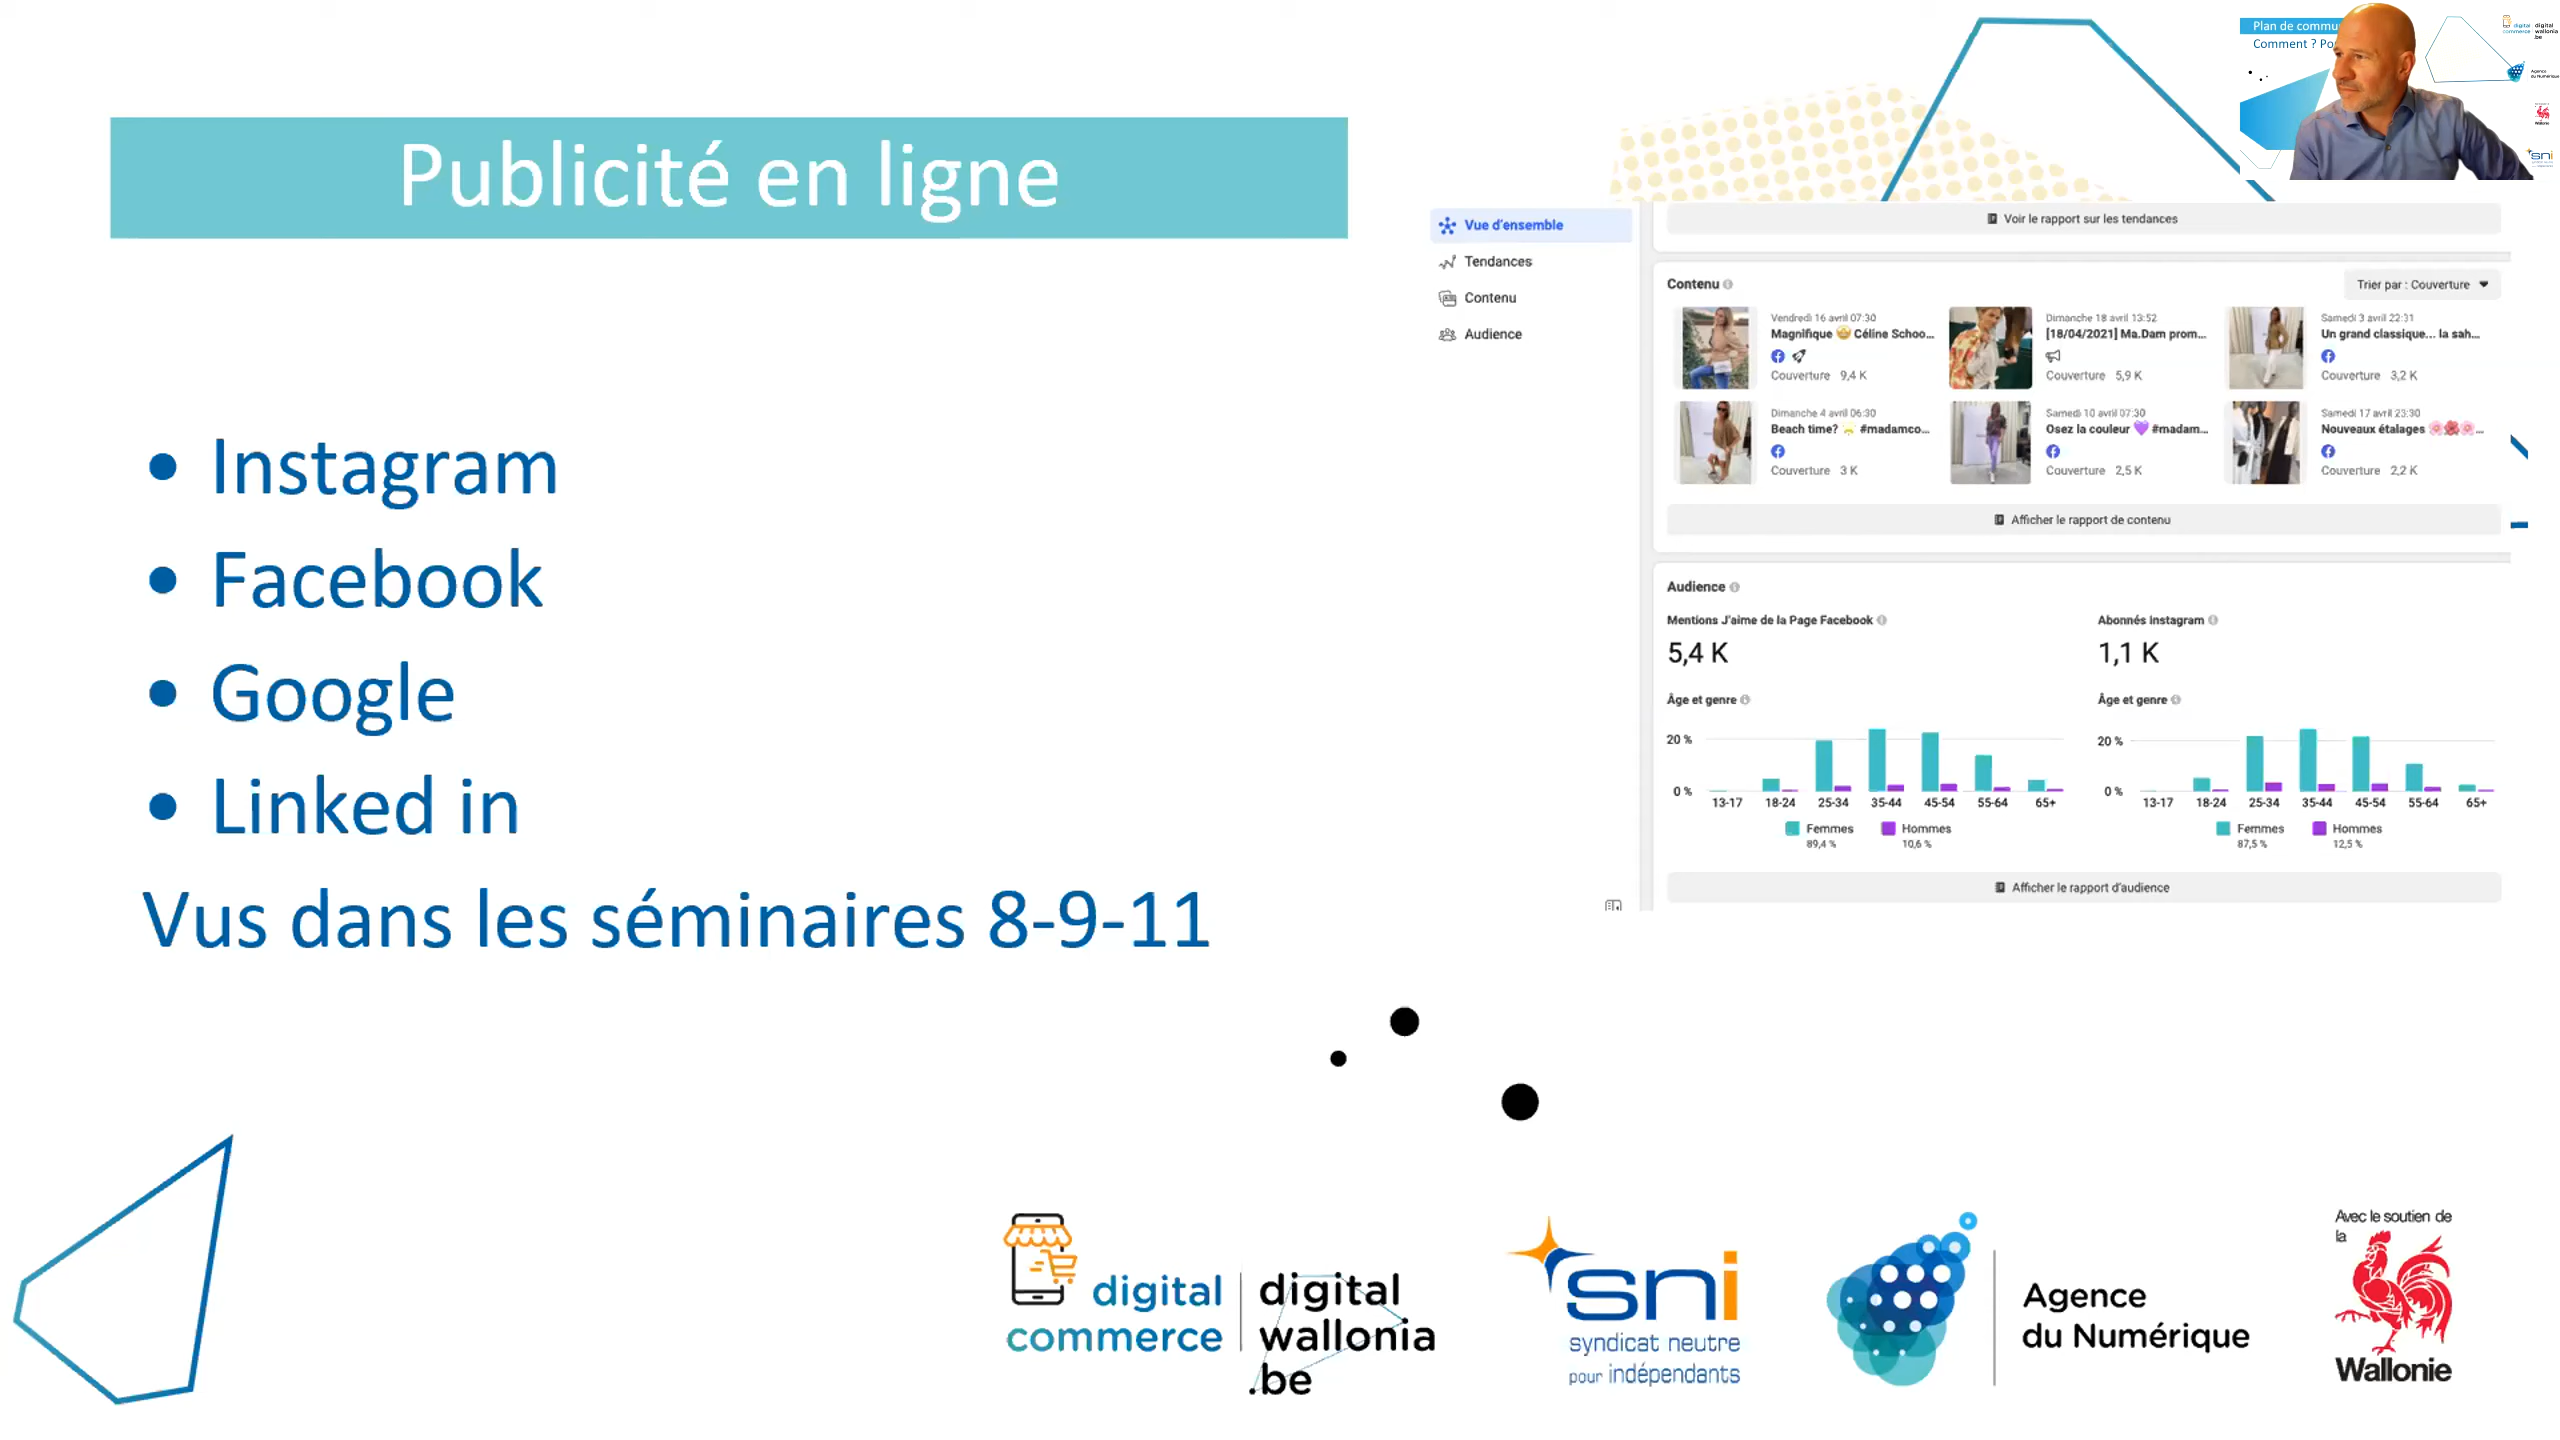 Publicité en ligne
• Instagram
• Facebook
• Google
• Linked in
Vus dans les séminaires 8-9-11
Plan de commu
Comment ? Po
Vue d'ensemble
Tendances
Contenu
Audience
Voir le rapport sur les tendances
Contenu
Trier par : Couverture
Vendredi 16 avril 07:30
Magnifique 🤩 Céline Schoo...
Couverture 9,4 K
Dimanche 18 avril 13:52
[18/04/2021] Ma.Dam prom...
Couverture 5,9 K
Samedi 3 avril 22:31
Un grand classique... la sah...
Couverture 3,2 K
Dimanche 4 avril 06:30
Beach time? #madamco...
Couverture 3 K
Samedi 10 avril 07:30
Osez la couleur 💜 #madam...
Couverture 2,5 K
Samedi 17 avril 23:30
Nouveaux étalages 🌸🌺🌸...
Couverture 2,2 K
Afficher le rapport de contenu
Audience
Mentions J'aime de la Page Facebook
5,4 K
Âge et genre
20 %
0 %
13-17 18-24 25-34 35-44 45-54 55-64 65+
Femmes Hommes
89,4 % 10,6 %
Abonnés instagram
1,1 K
Âge et genre
20 %
0 %
13-17 18-24 25-34 35-44 45-54 55-64 65+
Femmes Hommes
87,5 % 12,5 %
Afficher le rapport d'audience
digital
commerce
digital
wallonia
.be
sni
syndicat neutre
pour indépendants
Agence
du Numérique
Avec le soutien de
la
Wallonie